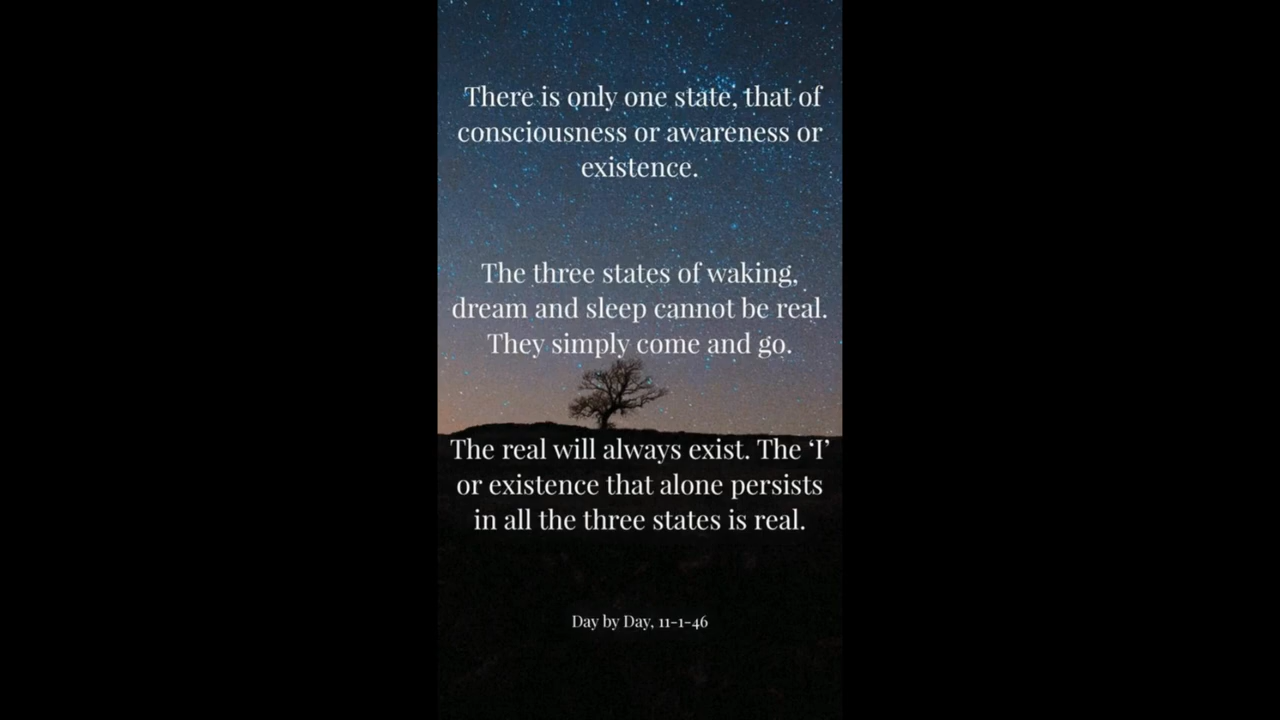 There is only one state, that of
consciousness or awareness or
existence.
The three states of waking,
dream and sleep cannot be real.
They simply come and go.
The real will always exist. The ‘I’
or existence that alone persists
in all the three states is real.
Day by Day, 11-1-46